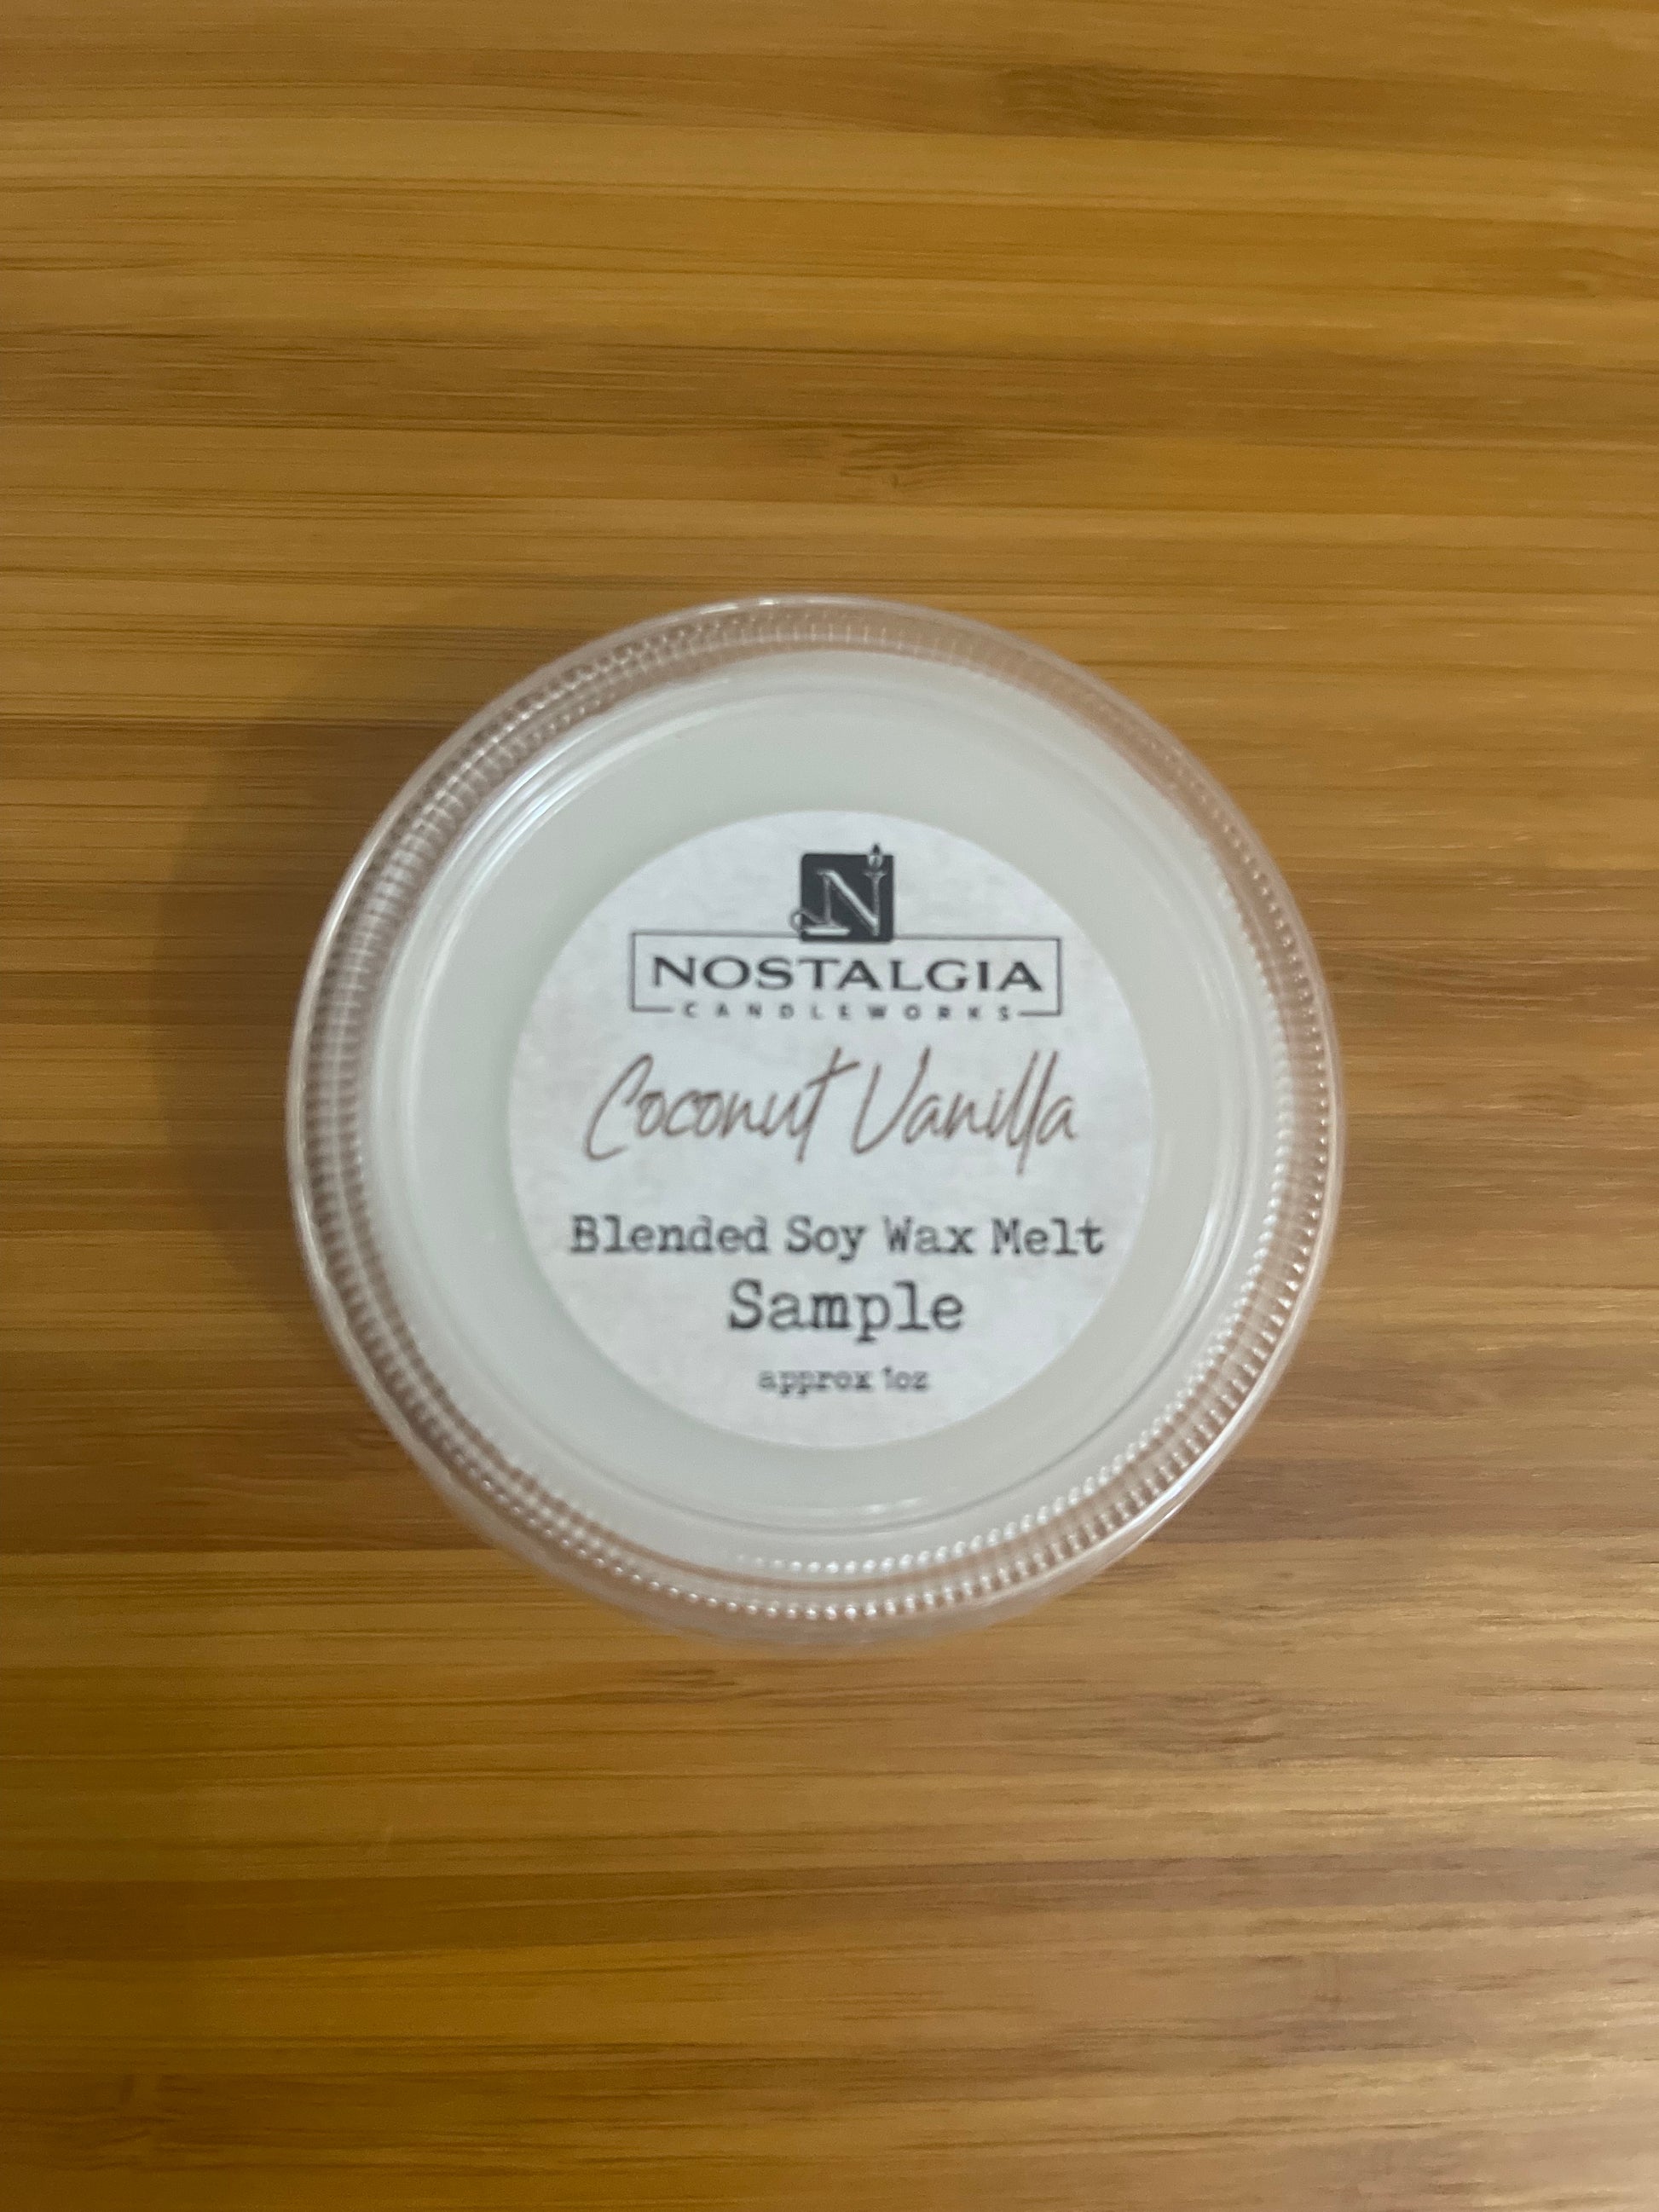 N
NOSTALGIA
CANDLEWORKS
Coconut Vanilla
Blended Soy Wax Melt
Sample
approx 1oz